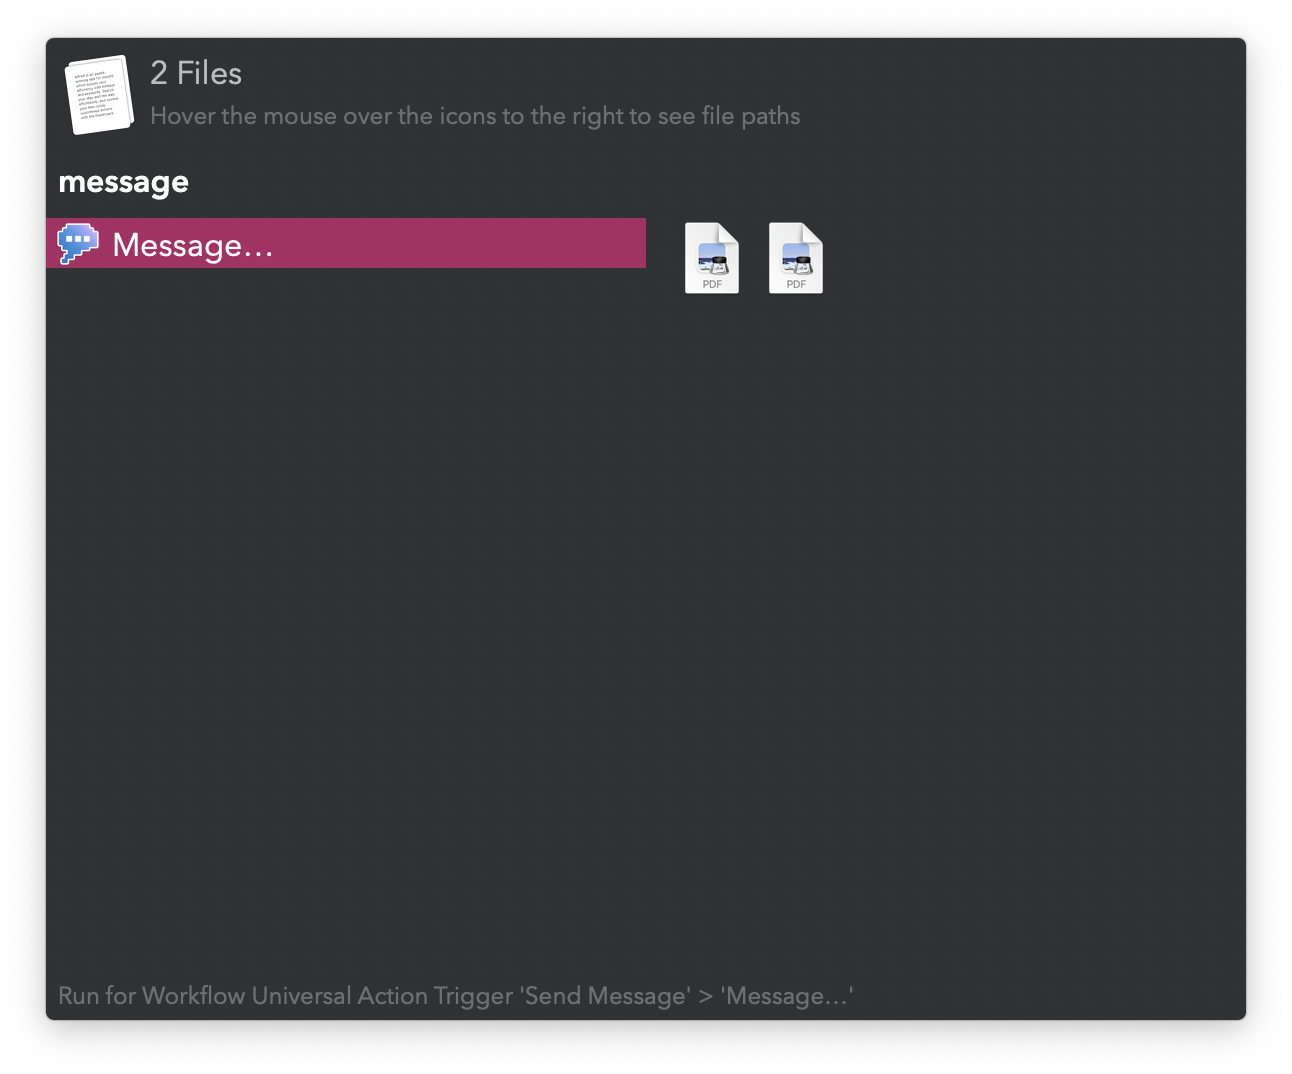 2 Files
Hover the mouse over the icons to the right to see file paths
message
Message…
PDF
PDF
Run for Workflow Universal Action Trigger 'Send Message' > 'Message…'